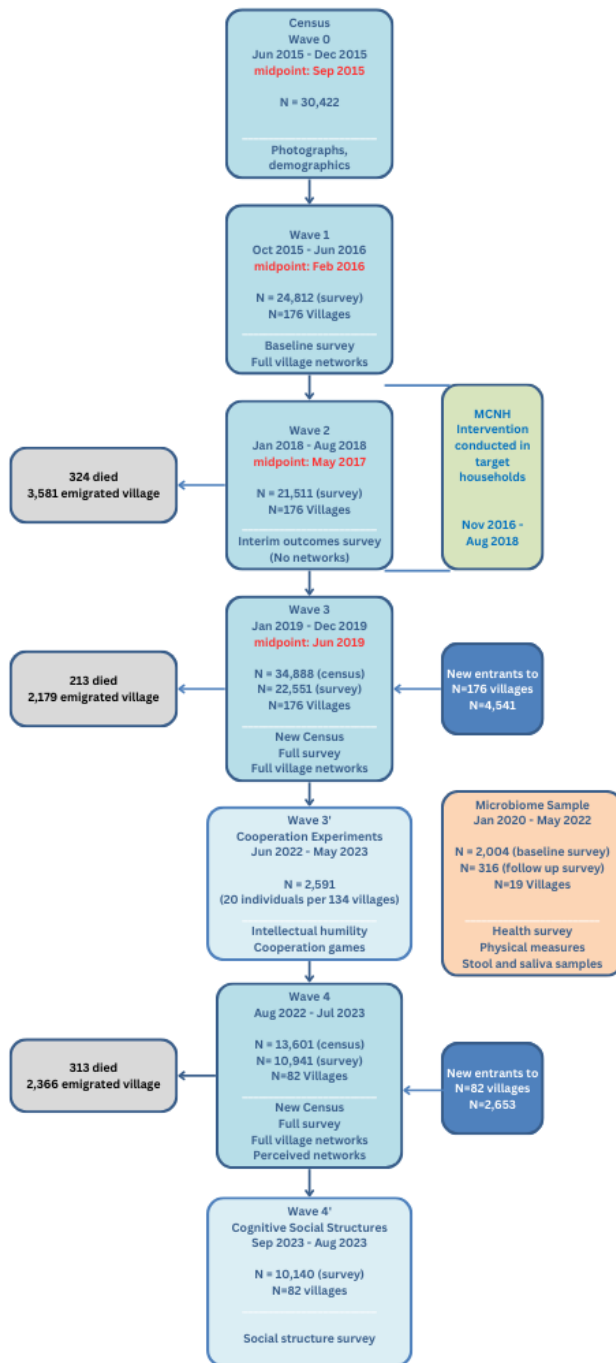 Census
Wave 0
Jun 2015 - Dec 2015
midpoint: Sep 2015
N = 30,422
Photographs,
demographics
Wave 1
Oct 2015 - Jun 2016
midpoint: Feb 2016
N = 24,812 (survey)
N=176 Villages
Baseline survey
Full village networks
MCNH
Intervention
conducted in
target
households
Nov 2016 -
Aug 2018
Wave 2
Jan 2018 - Aug 2018
midpoint: May 2017
N = 21,511 (survey)
N=176 Villages
Interim outcomes survey
(No networks)
324 died
3,581 emigrated village
Wave 3
Jan 2019 - Dec 2019
midpoint: Jun 2019
N = 34,888 (census)
N = 22,551 (survey)
N=176 Villages
New Census
Full survey
Full village networks
213 died
2,179 emigrated village
New entrants to
N=176 villages
N=4,541
Wave 3'
Cooperation Experiments
Jun 2022 - May 2023
N = 2,591
(20 individuals per 134 villages)
Intellectual humility
Cooperation games
Microbiome Sample
Jan 2020 - May 2022
N = 2,004 (baseline survey)
N= 316 (follow up survey)
N=19 Villages
Health survey
Physical measures
Stool and saliva samples
Wave 4
Aug 2022 - Jul 2023
N = 13,601 (census)
N= 10,941 (survey)
N=82 Villages
New Census
Full survey
Full village networks
Perceived networks
313 died
2,366 emigrated village
New entrants to
N=82 villages
N=2,653
Wave 4'
Cognitive Social Structures
Sep 2023 - Aug 2023
N = 10,140 (survey)
N=82 villages
Social structure survey